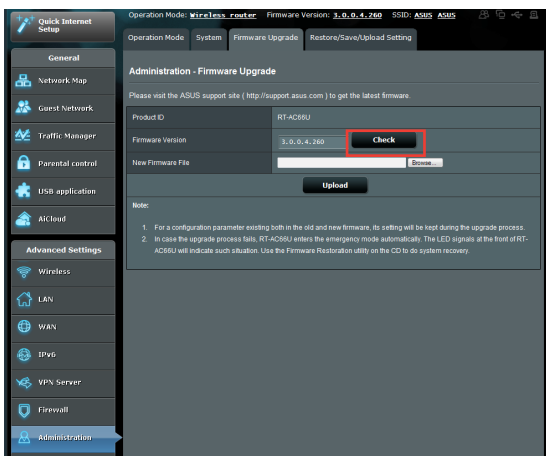 Quick Internet
Setup
Operation Mode: Wireless router Firmware Version: 3.0.0.4.260 SSID: ASUS ASUS
Operation Mode System Firmware Upgrade Restore/Save/Upload Setting
General
Network Map
Guest Network
Traffic Manager
Parental control
USB application
AiCloud
Advanced Settings
Wireless
LAN
WAN
IPv6
VPN Server
Firewall
Administration
Administration - Firmware Upgrade
Please visit the ASUS support site ( http://support.asus.com ) to get the latest firmware.
Product ID RT-AC66U
Firmware Version 3.0.0.4.260 Check
New Firmware File Browse...
Upload
Note:
1. For a configuration parameter existing both in the old and new firmware, its setting will be kept during the upgrade process.
2. In case the upgrade process fails, RT-AC66U enters the emergency mode automatically. The LED signals at the front of RT-
AC66U will indicate such situation. Use the Firmware Restoration utility on the CD to do system recovery.